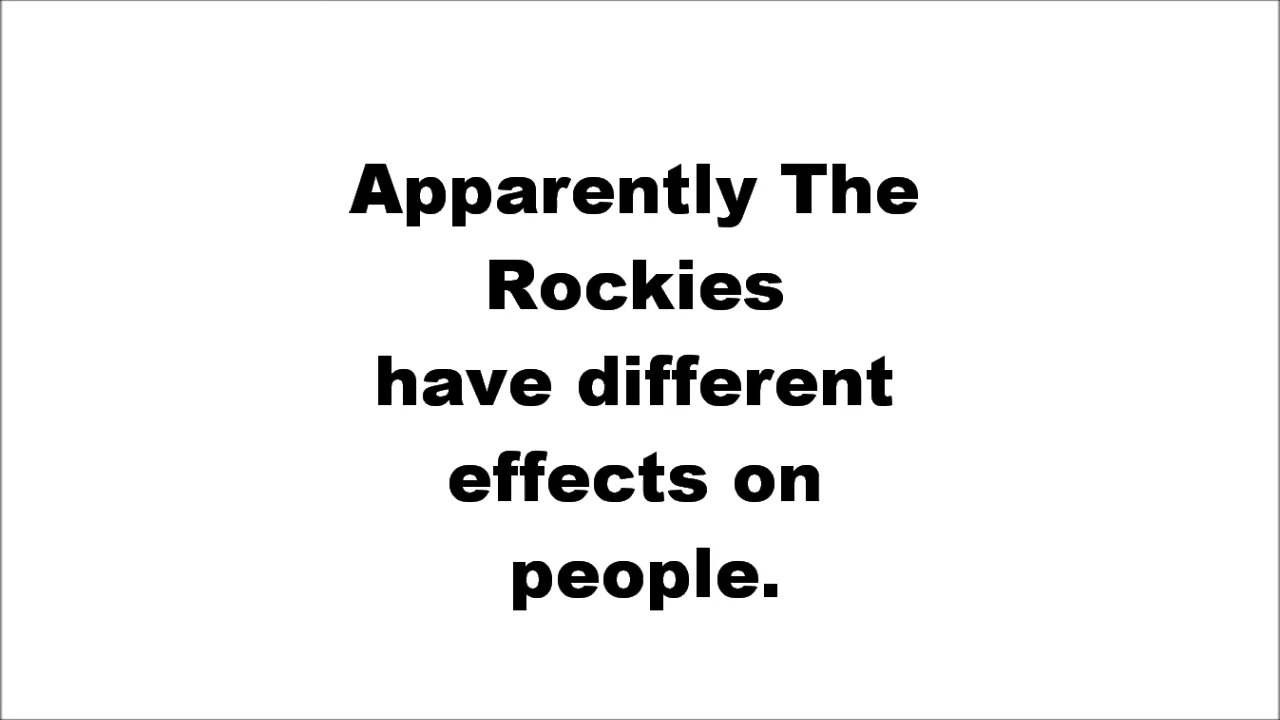 Apparently The
Rockies
have different
effects on
people.